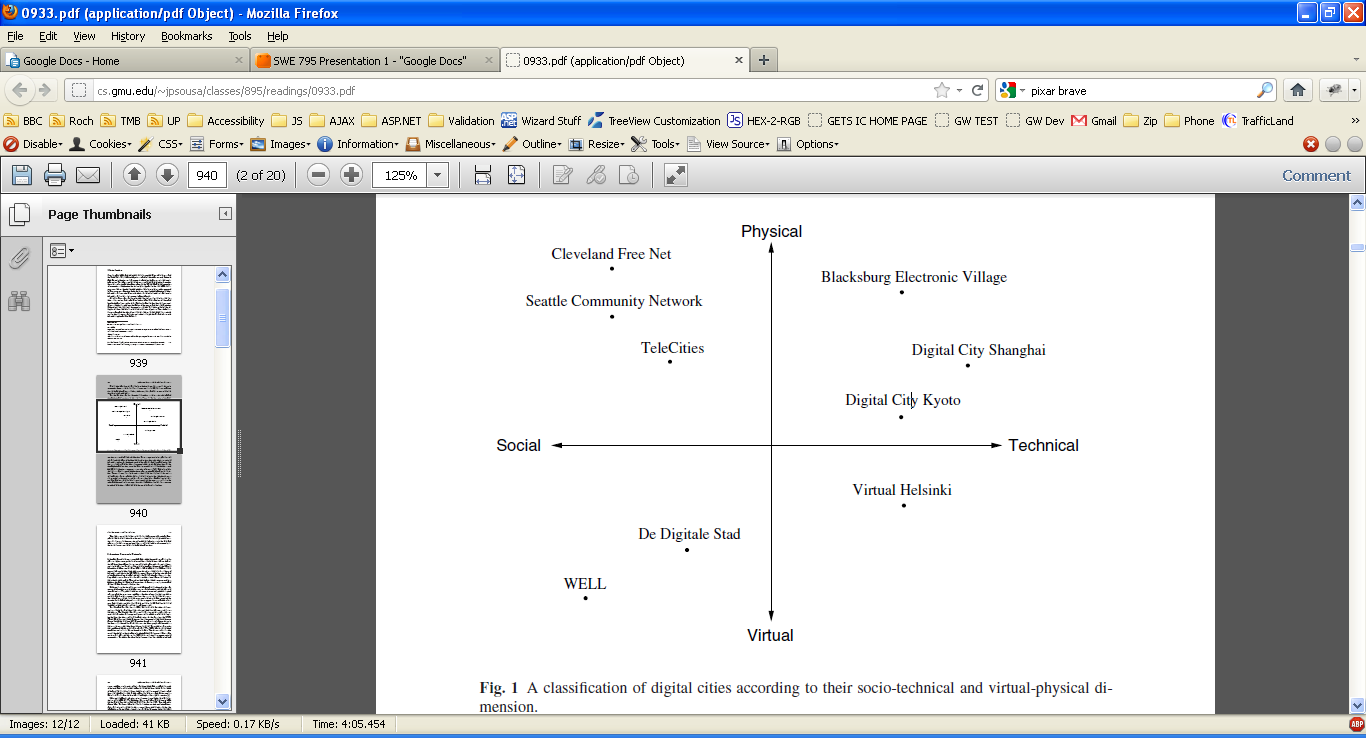 0933.pdf (application/pdf Object) - Mozilla Firefox
File Edit View History Bookmarks Tools Help
Google Docs - Home
SWE 795 Presentation 1 - "Google Docs"
0933.pdf (application/pdf Object)
cs.gmu.edu/~jpsousa/classes/895/readings/0933.pdf
pixar brave
BBC Roch TMB UP Accessibility JS AJAX ASP.NET Validation Wizard Stuff TreeView Customization HEX-2-RGB GETS IC HOME PAGE GW TEST GW Dev Gmail Zip Phone TrafficLand »
Disable Cookies CSS Forms Images Information Miscellaneous Outline Resize Tools View Source Options
940 (2 of 20) 125% Comment
Page Thumbnails
939
940
941
Physical
Cleveland Free Net
Blacksburg Electronic Village
Seattle Community Network
TeleCities
Digital City Shanghai
Digital City Kyoto
Social
Technical
Virtual Helsinki
De Digitale Stad
WELL
Virtual
Fig. 1 A classification of digital cities according to their socio-technical and virtual-physical di-
mension.
Images: 12/12 Loaded: 41 KB Speed: 0.17 KB/s Time: 4:05.454
ABP